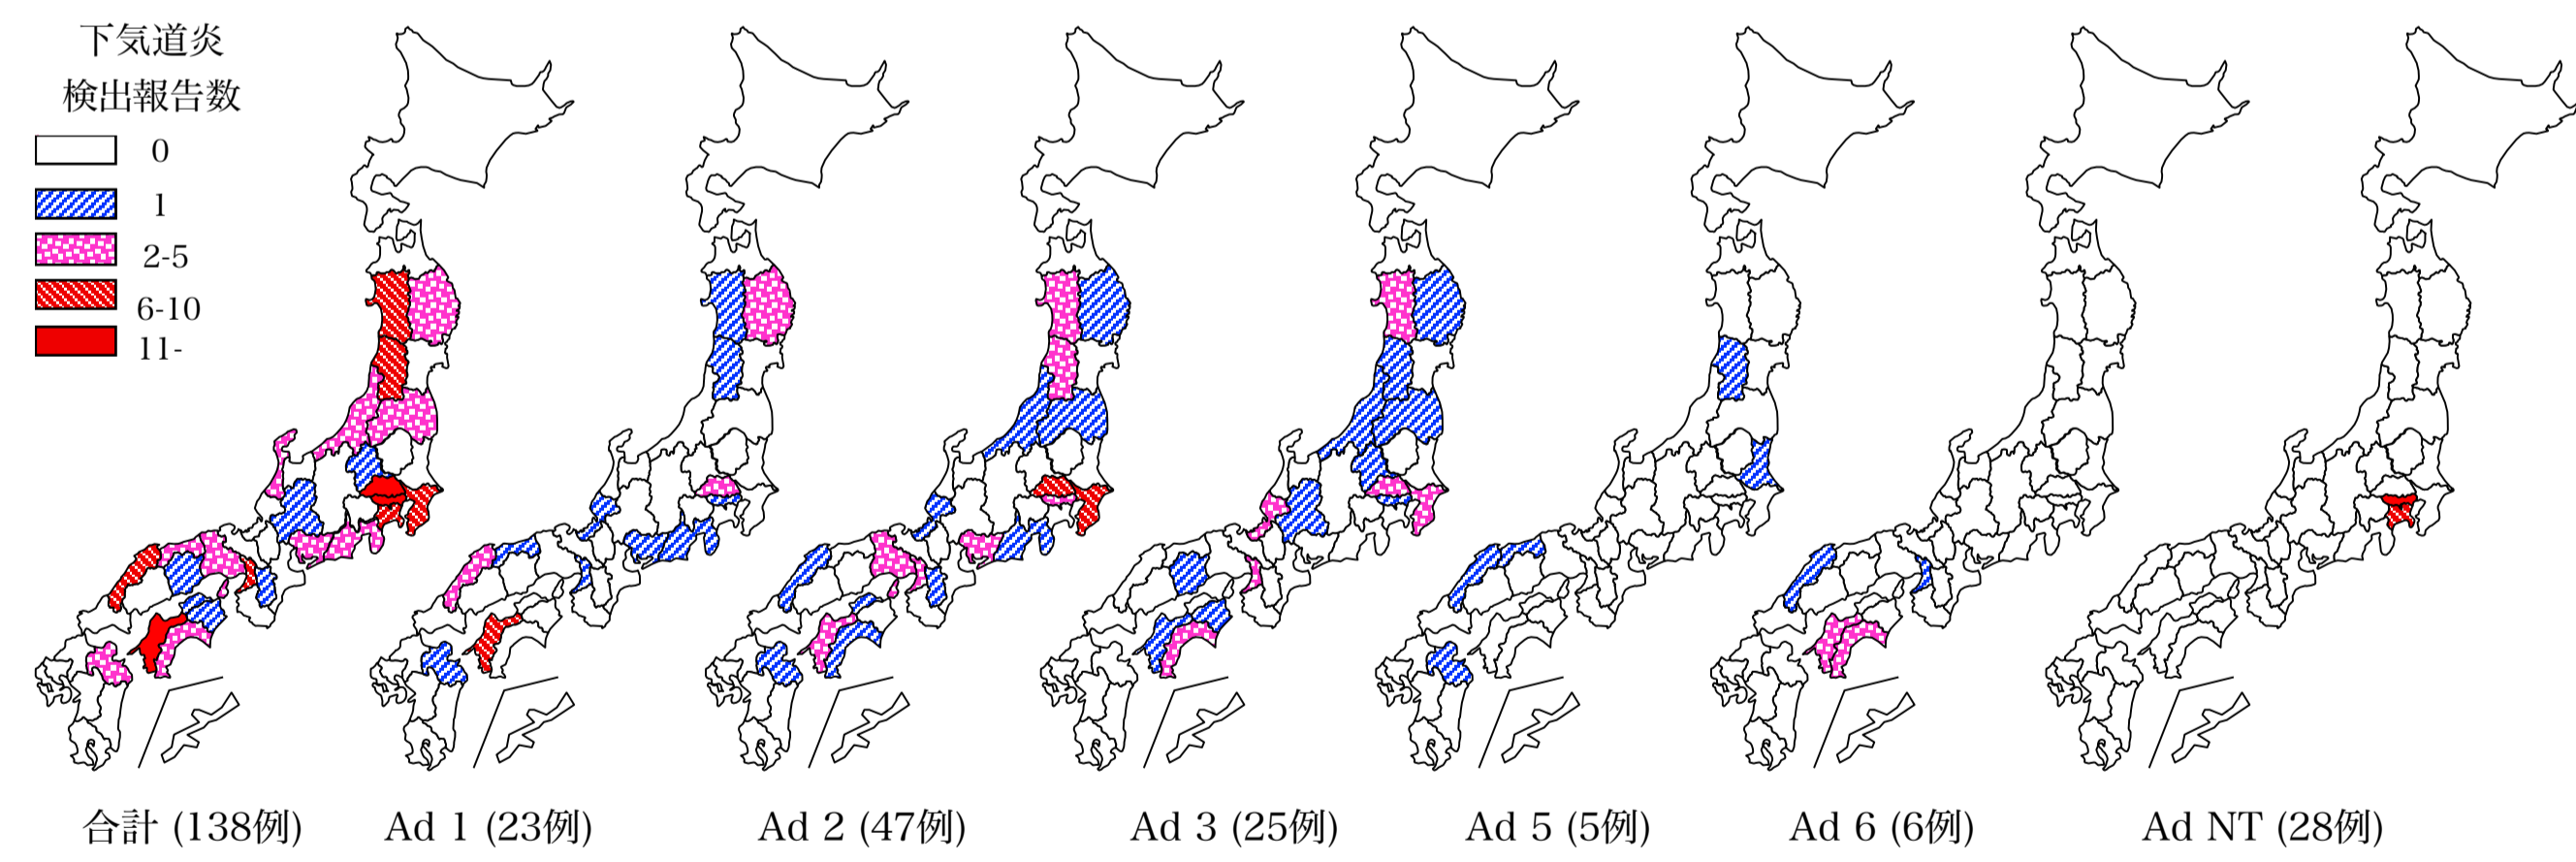 下気道炎
検出報告数
0
1
2-5
6-10
11-
合計 (138例)
Ad 1 (23例)
Ad 2 (47例)
Ad 3 (25例)
Ad 5 (5例)
Ad 6 (6例)
Ad NT (28例)